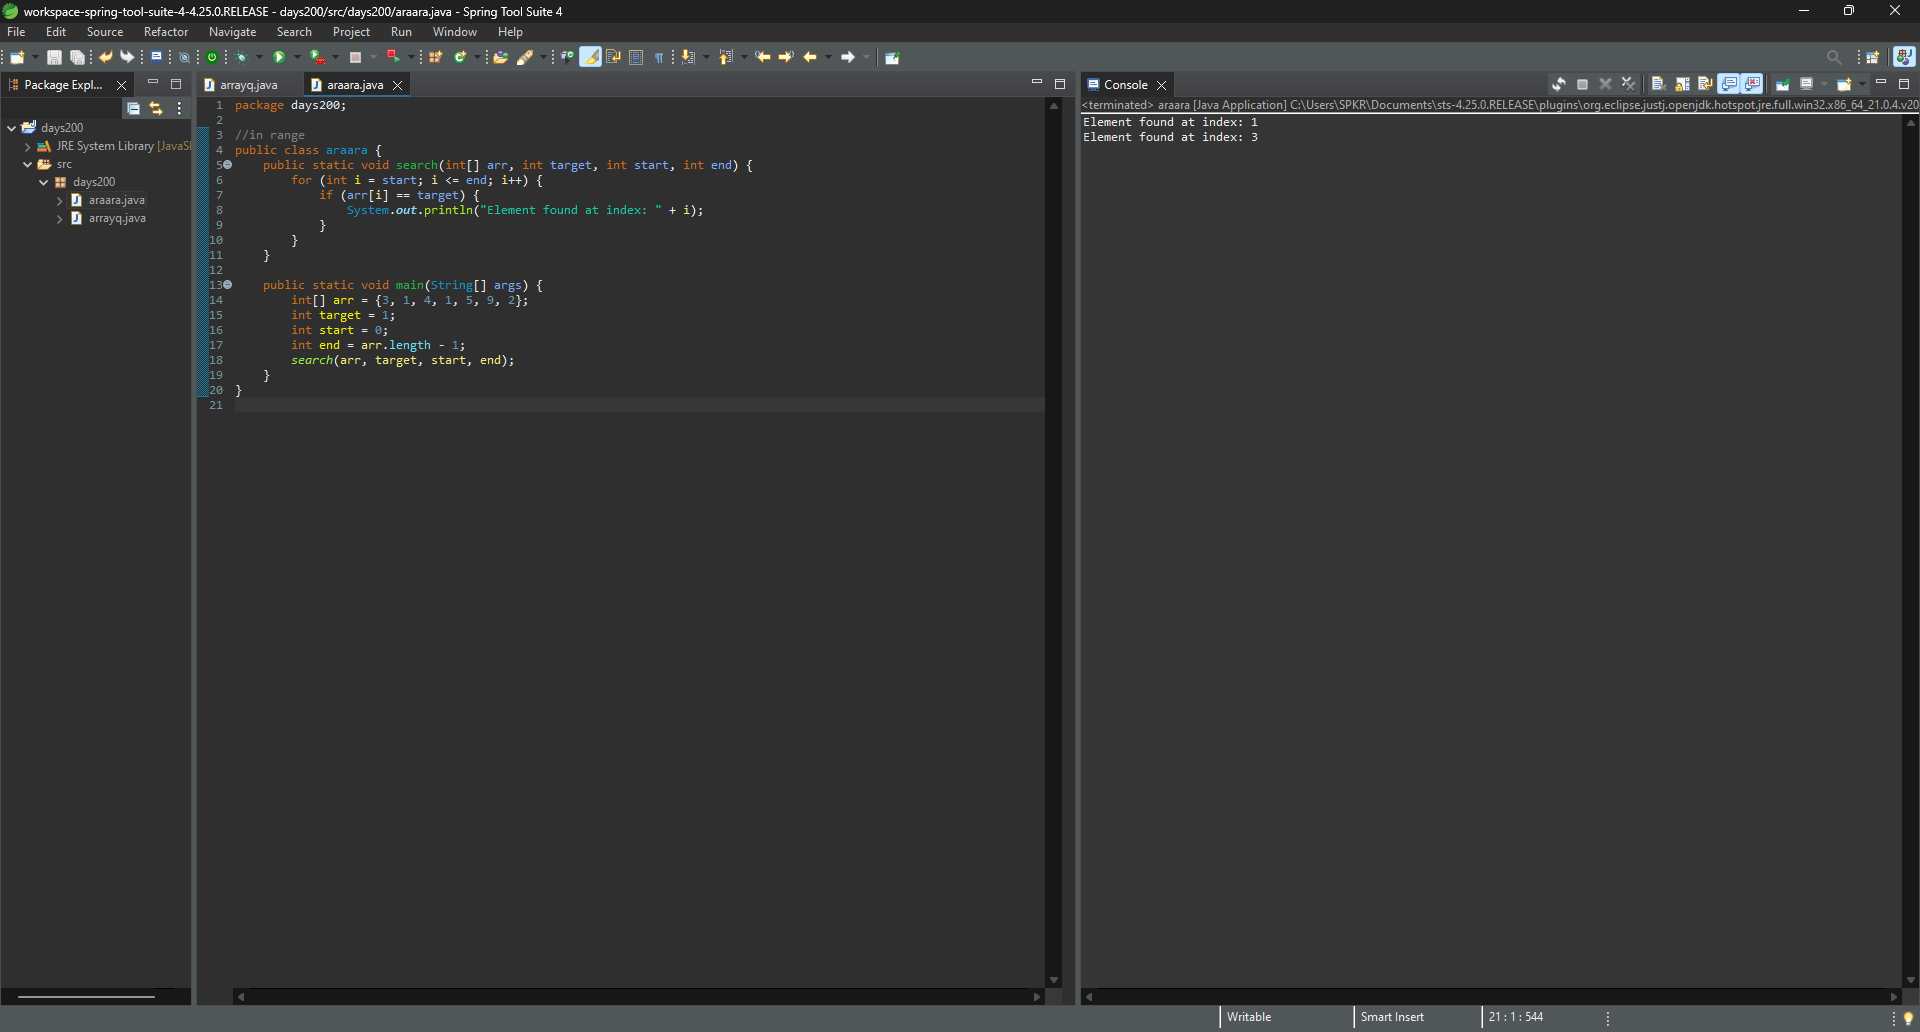 workspace-spring-tool-suite-4-4.25.0.RELEASE - days200/src/days200/araara.java - Spring Tool Suite 4
File Edit Source Refactor Navigate Search Project Run Window Help
Package Expl...
days200
JRE System Library [JavaSI
src
days200
araara.java
arrayq.java
arrayq.java
araara.java
1 package days200;
2
3 //in range
4 public class araara {
5     public static void search(int[] arr, int target, int start, int end) {
6         for (int i = start; i <= end; i++) {
7             if (arr[i] == target) {
8                 System.out.println("Element found at index: " + i);
9             }
10         }
11     }
12
13     public static void main(String[] args) {
14         int[] arr = {3, 1, 4, 1, 5, 9, 2};
15         int target = 1;
16         int start = 0;
17         int end = arr.length - 1;
18         search(arr, target, start, end);
19     }
20 }
21
Console
<terminated> araara [Java Application] C:\Users\SPKR\Documents\sts-4.25.0.RELEASE\plugins\org.eclipse.justj.openjdk.hotspot.jre.full.win32.x86_64_21.0.4.v20
Element found at index: 1
Element found at index: 3
Writable
Smart Insert
21 : 1 : 544